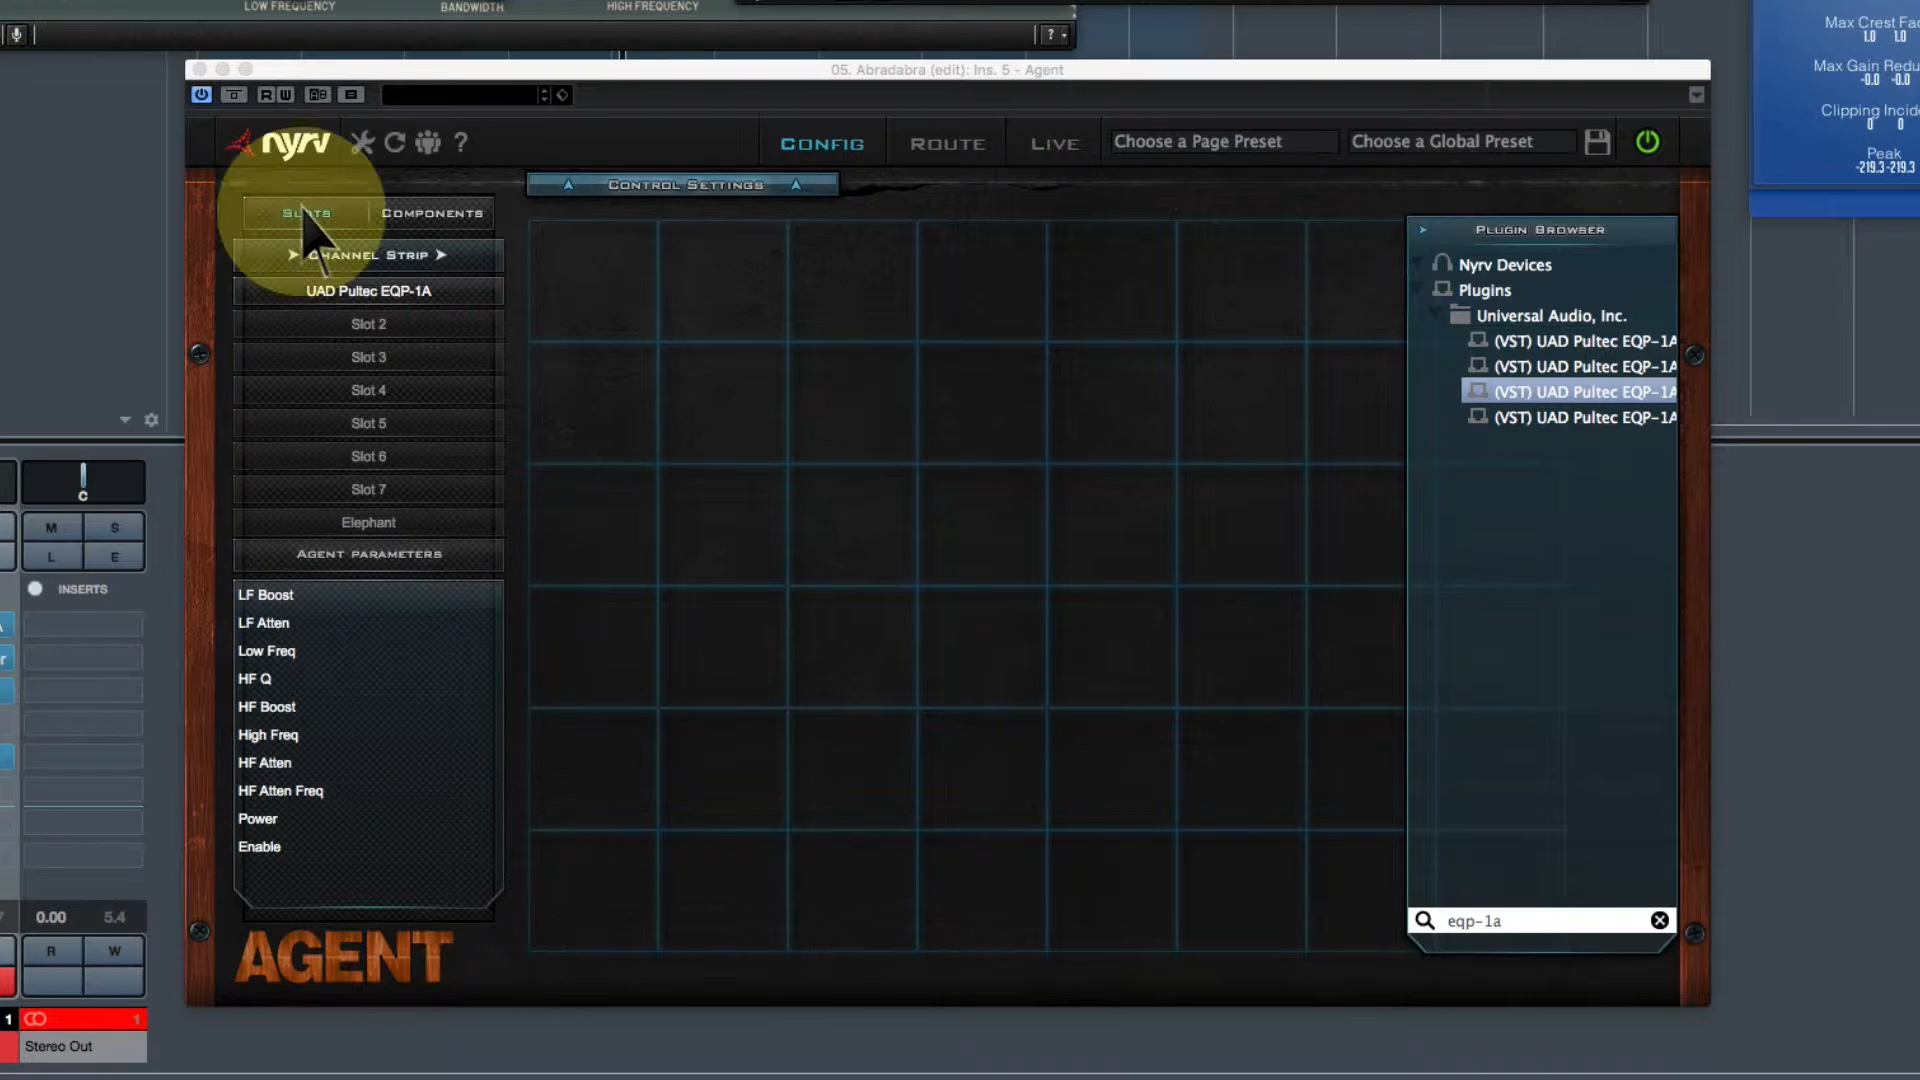 LOW FREQUENCY
BANDWIDTH
HIGH FREQUENCY
?
Max Crest Fac
1.0 1.0
Max Gain Redu
-0.0 -0.0
Clipping Incide
0 0
Peak
-219.3 -219.3
05. Abradabra (edit): Ins. 5 - Agent
R W
nyrv
?
CONFIG
ROUTE
LIVE
Choose a Page Preset
Choose a Global Preset
CONTROL SETTINGS
SLOTS
COMPONENTS
CHANNEL STRIP
UAD Pultec EQP-1A
Slot 2
Slot 3
Slot 4
Slot 5
Slot 6
Slot 7
Elephant
AGENT PARAMETERS
LF Boost
LF Atten
Low Freq
HF Q
HF Boost
High Freq
HF Atten
HF Atten Freq
Power
Enable
AGENT
PLUGIN BROWSER
Nyrv Devices
Plugins
Universal Audio, Inc.
(VST) UAD Pultec EQP-1A
(VST) UAD Pultec EQP-1A
(VST) UAD Pultec EQP-1A
(VST) UAD Pultec EQP-1A
eqp-1a
C
M S
L E
INSERTS
r
0.00 5.4
R W
1
1
Stereo Out